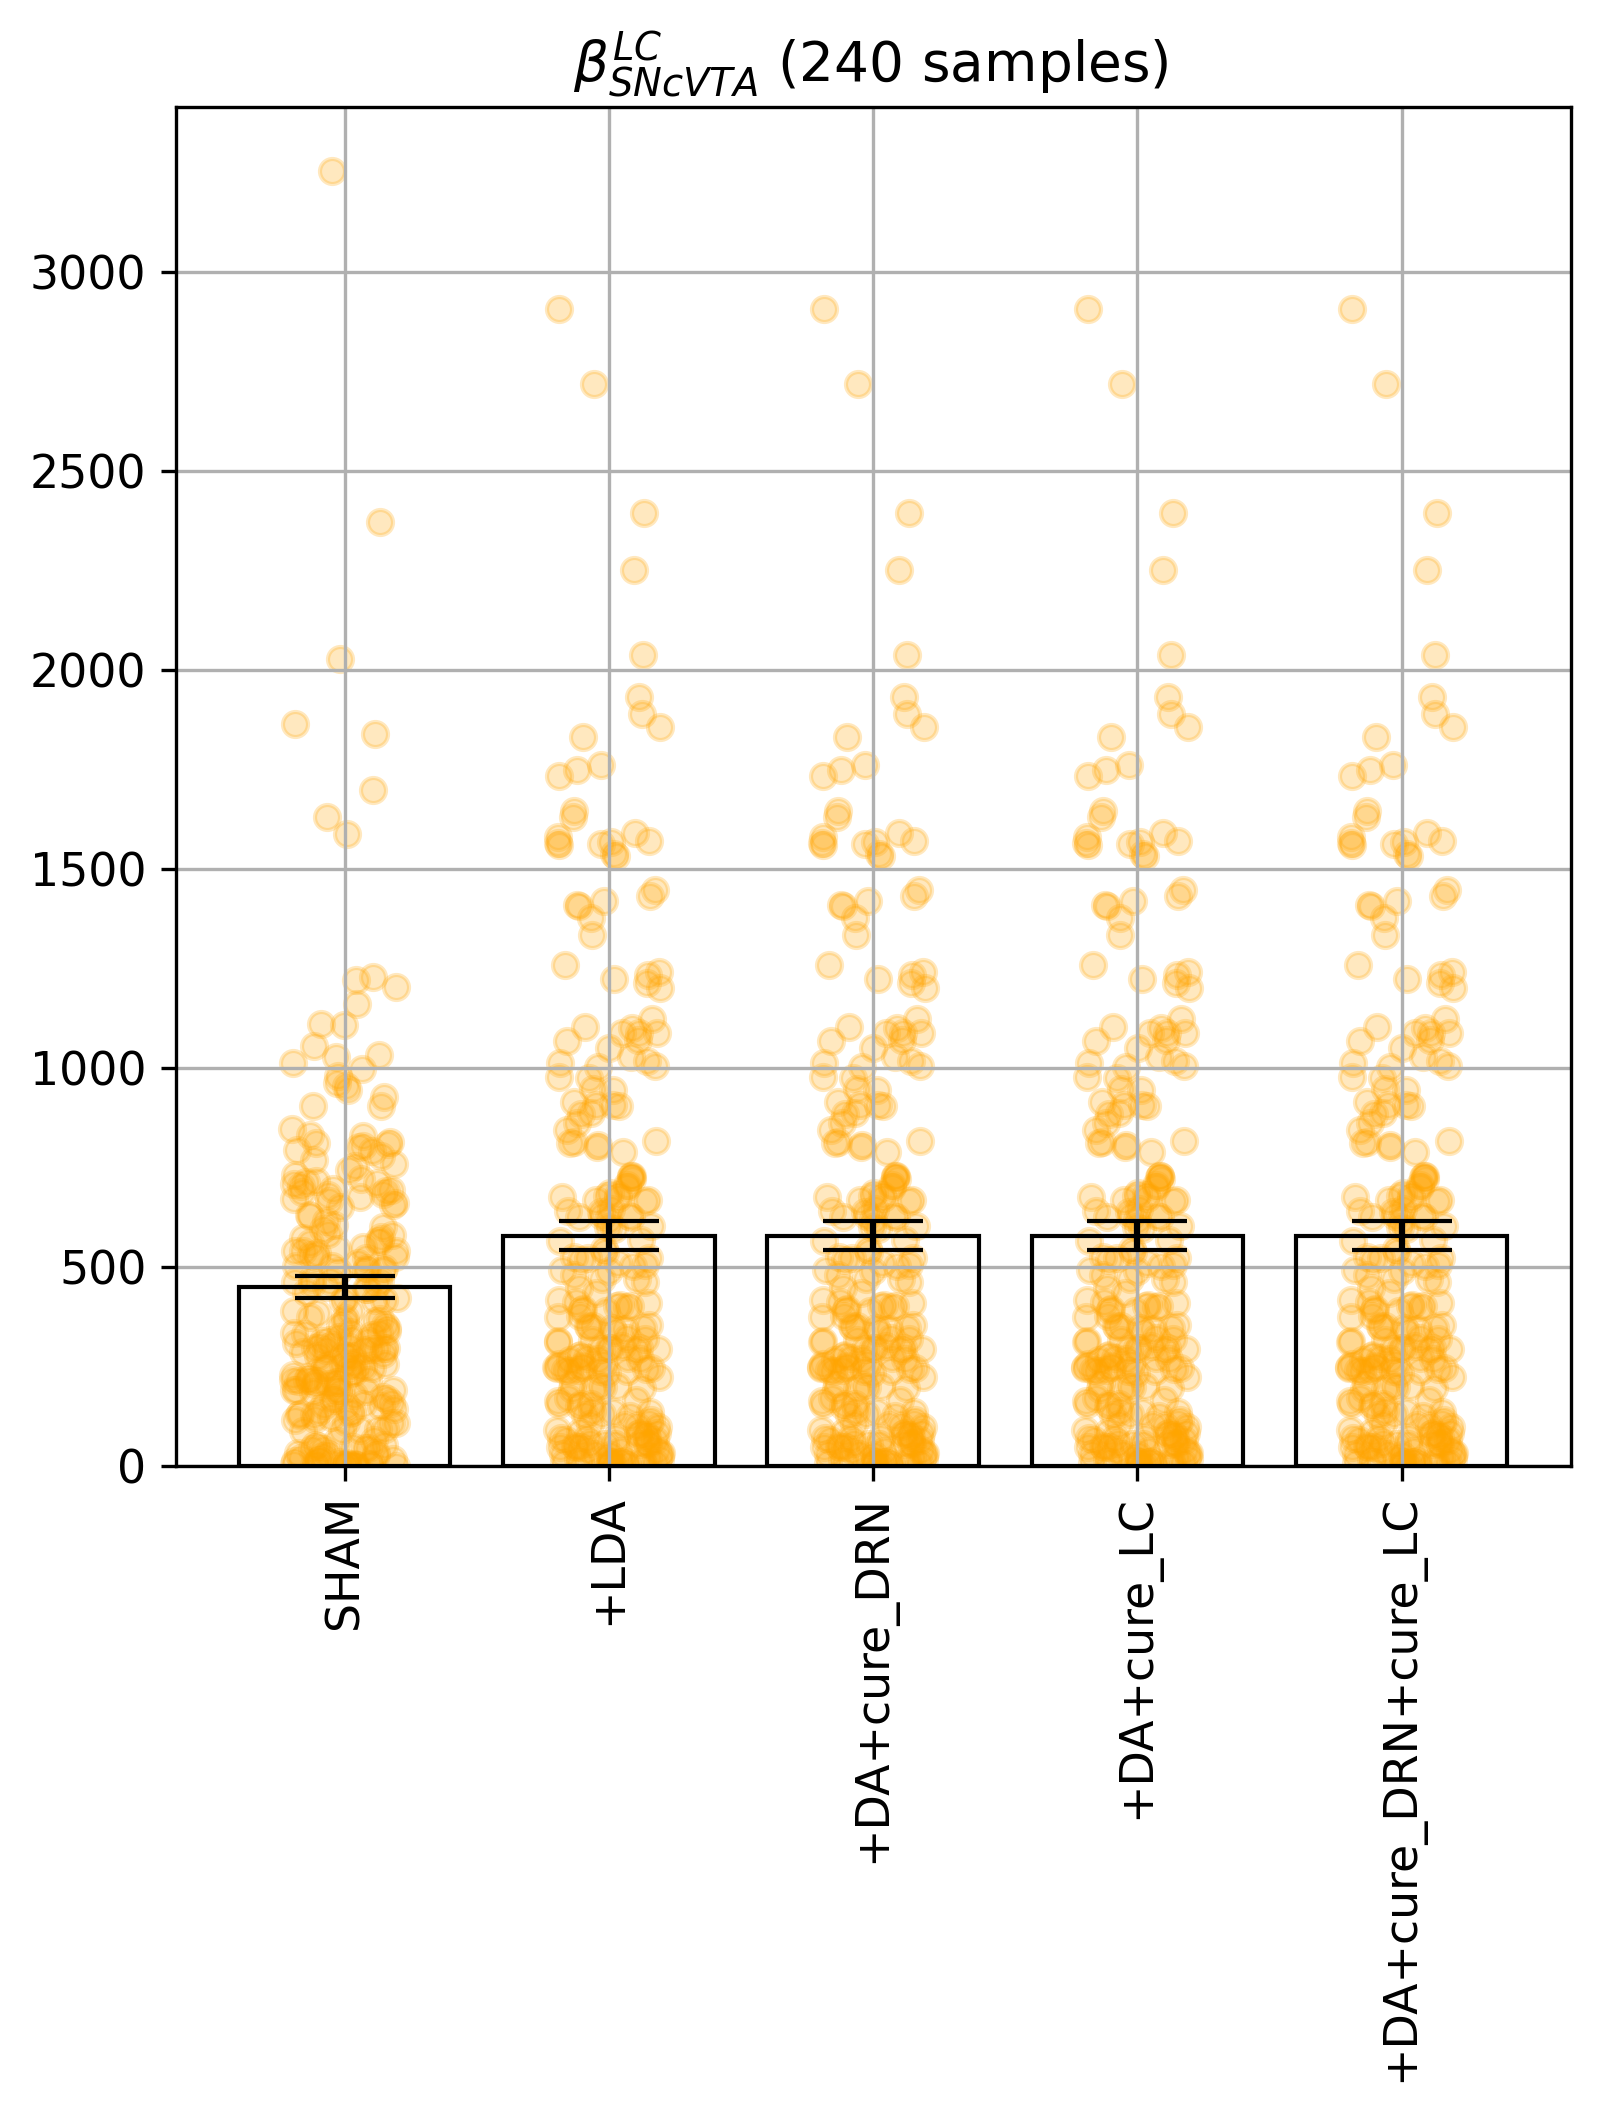 β_{SNcVTA}^{LC} (240 samples)
3000
2500
2000
1500
1000
500
0
SHAM
+LDA
+DA+cure_DRN
+DA+cure_LC
+DA+cure_DRN+cure_LC